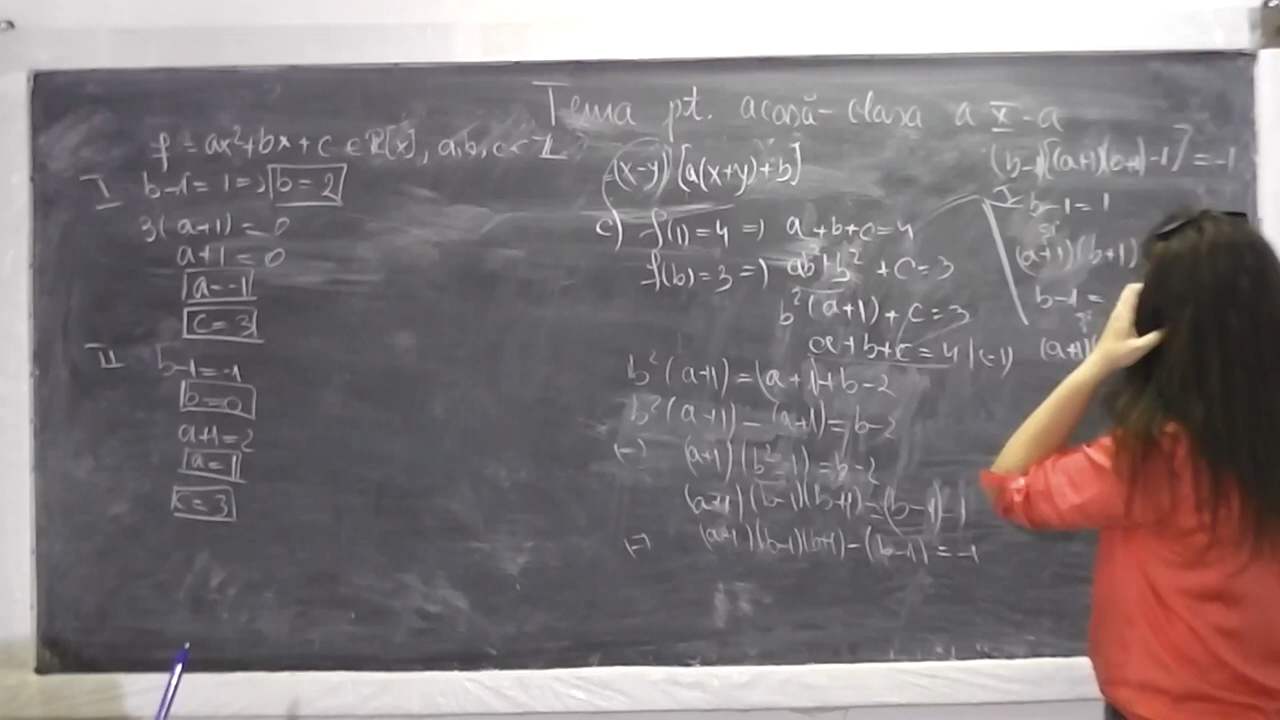 Tema pt. acasă - clasa a X-a
f = ax²+bx+c ∈ R[x], a,b,c ∈ Z
I b-1=1 => b=2
3(a+1)=0
a+1=0
a=-1
c=3
II b-1=-1
b=0
a+1=2
a=1
c=3
(x-y)[a(x+y)+b]
c) f(1)=4 => a+b+c=4
f(b)=3 => ab²+b²+c=3
b²(a+1)+c=3
a+b+c=4 |(-1)
b²(a+1)=(a+1)+b-2
b²(a+1)-(a+1)=b-2
(=) (a+1)(b²-1)=b-2
(a+1)(b-1)(b+1)=(b-1)-1
(=) (a+1)(b-1)(b+1)-(b-1)=-1
(b-1)[(a+1)(b+1)-1]=-1
I b-1=1
și
(a+1)(b+1)
b-1=
și
(a+1)(